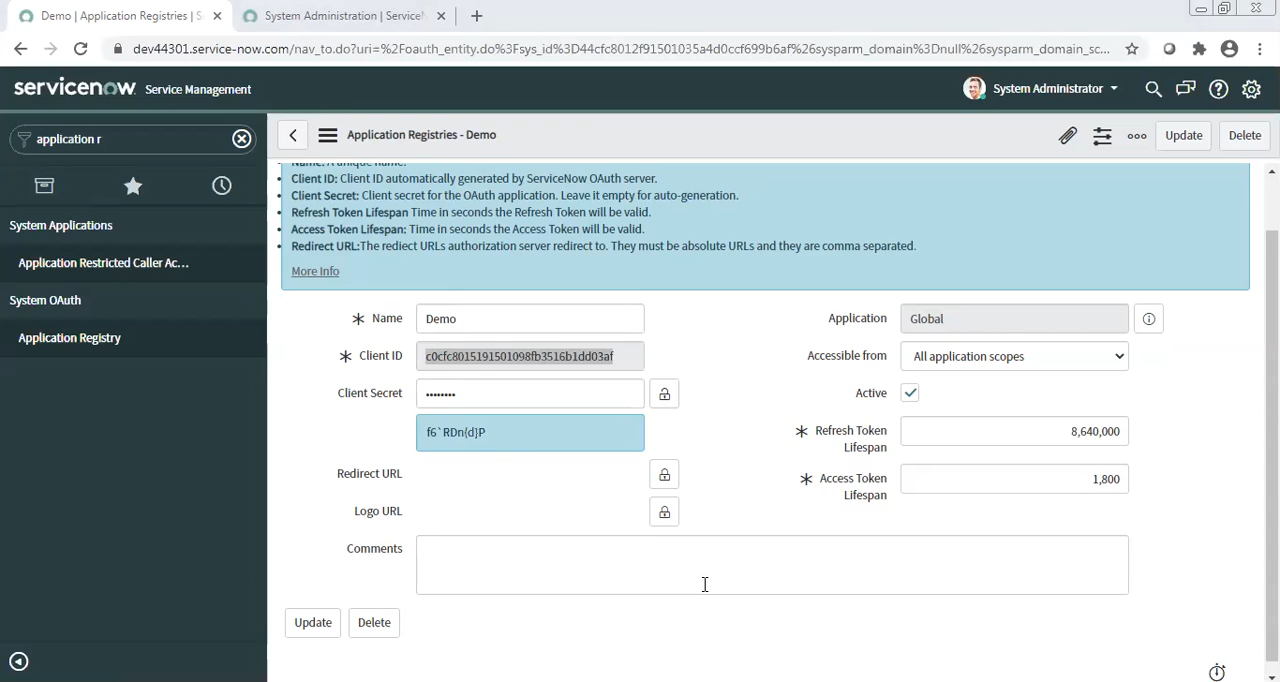 Demo | Application Registries | S
System Administration | ServiceN
dev44301.service-now.com/nav_to.do?uri=%2Foauth_entity.do%3Fsys_id%3D44cfc8012f91501035a4d0ccf699b6af%26sysparm_domain%3Dnull%26sysparm_domain_sc...
servicenow Service Management
System Administrator
application r
Application Registries - Demo
Update
Delete
System Applications
Application Restricted Caller Ac...
System OAuth
Application Registry
Name: A unique name.
Client ID: Client ID automatically generated by ServiceNow OAuth server.
Client Secret: Client secret for the OAuth application. Leave it empty for auto-generation.
Refresh Token Lifespan Time in seconds the Refresh Token will be valid.
Access Token Lifespan: Time in seconds the Access Token will be valid.
Redirect URL:The rediect URLs authorization server redirect to. They must be absolute URLs and they are comma separated.
More Info
Name
Demo
Application
Global
Client ID
c0cfc8015191501098fb3516b1dd03af
Accessible from
All application scopes
Client Secret
••••••••
Active
f6`RDn{d}P
Refresh Token
Lifespan
8,640,000
Redirect URL
Access Token
Lifespan
1,800
Logo URL
Comments
Update
Delete